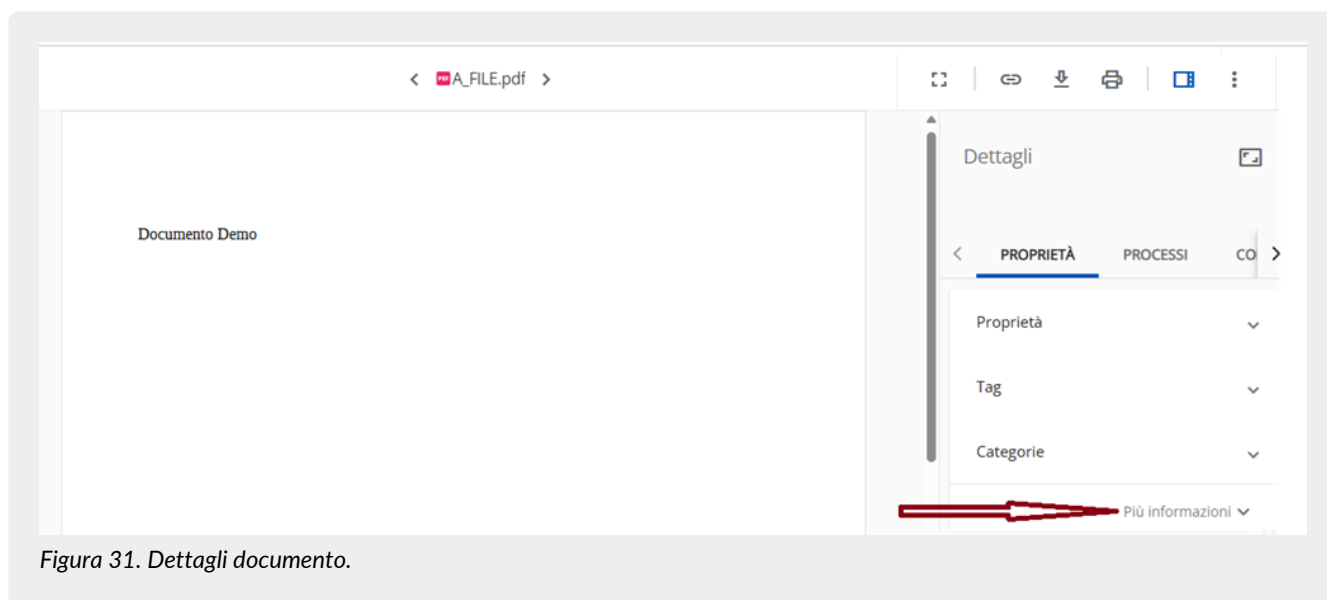 A_FILE.pdf
Dettagli
Documento Demo
PROPRIETÀ PROCESSI CO
Proprietà
Tag
Categorie
Più informazioni
Figura 31. Dettagli documento.